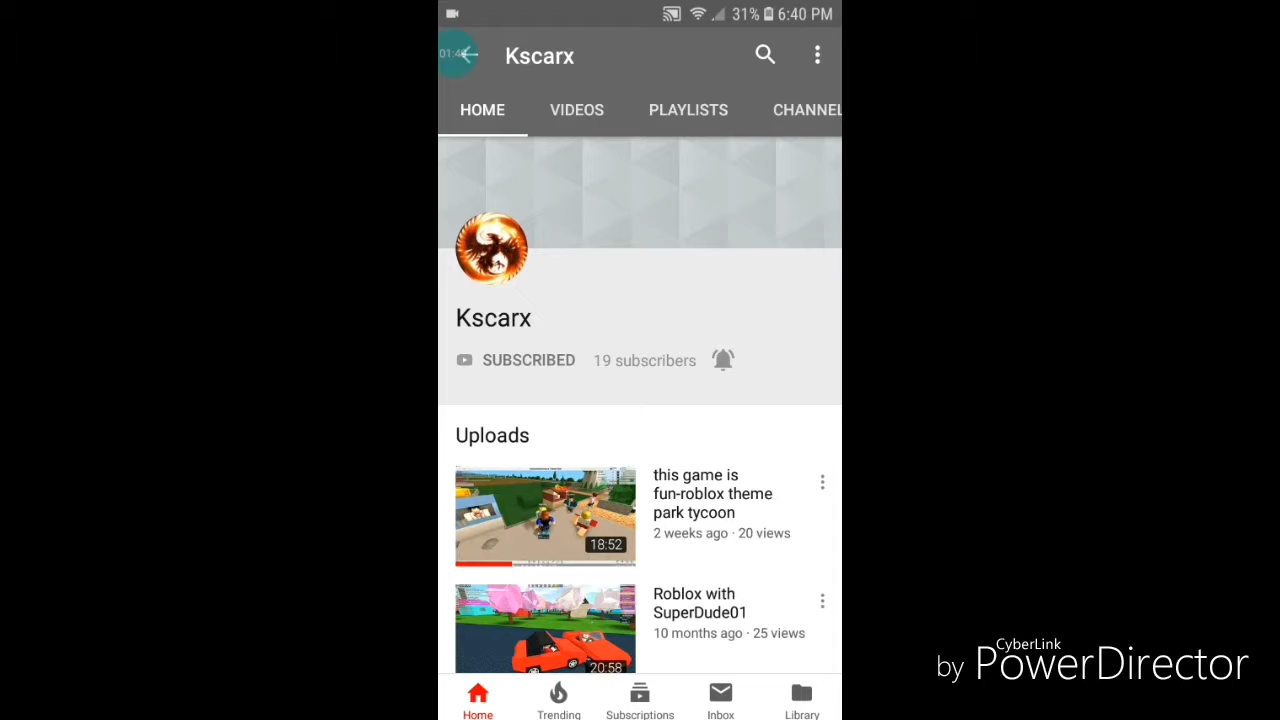 31% 6:40 PM
Kscarx
HOME VIDEOS PLAYLISTS CHANNEL
Kscarx
SUBSCRIBED 19 subscribers
Uploads
this game is
fun-roblox theme
park tycoon
2 weeks ago · 20 views
18:52
Roblox with
SuperDude01
10 months ago · 25 views
20:58
Home Trending Subscriptions Inbox Library
CyberLink
by PowerDirector